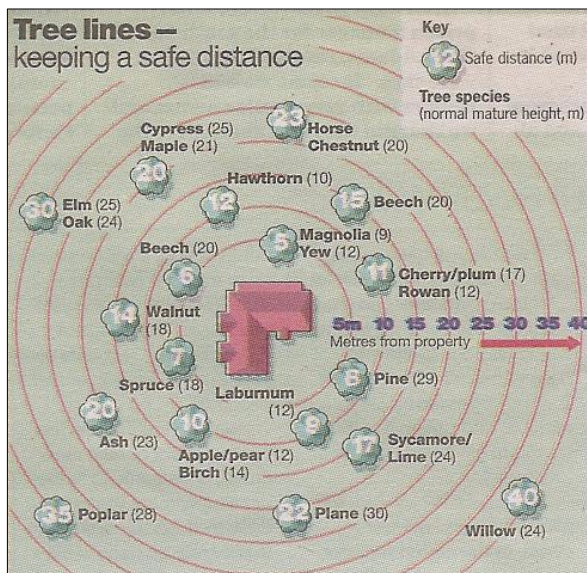 Tree lines –
keeping a safe distance
Key
12 Safe distance (m)
Tree species
(normal mature height, m)
23 Horse
Chestnut (20)
Cypress (25)
Maple (21)
20
Hawthorn (10)
12
15 Beech (20)
30 Elm (25)
Oak (24)
5 Magnolia (9)
Yew (12)
Beech (20)
6
11 Cherry/plum (17)
Rowan (12)
14 Walnut
(18)
5m 10 15 20 25 30 35 40
Metres from property
7
Spruce (18)
Laburnum
(12)
9
8 Pine (29)
20
Ash (23)
10
Apple/pear (12)
Birch (14)
17 Sycamore/
Lime (24)
35 Poplar (28)
22 Plane (30)
40
Willow (24)